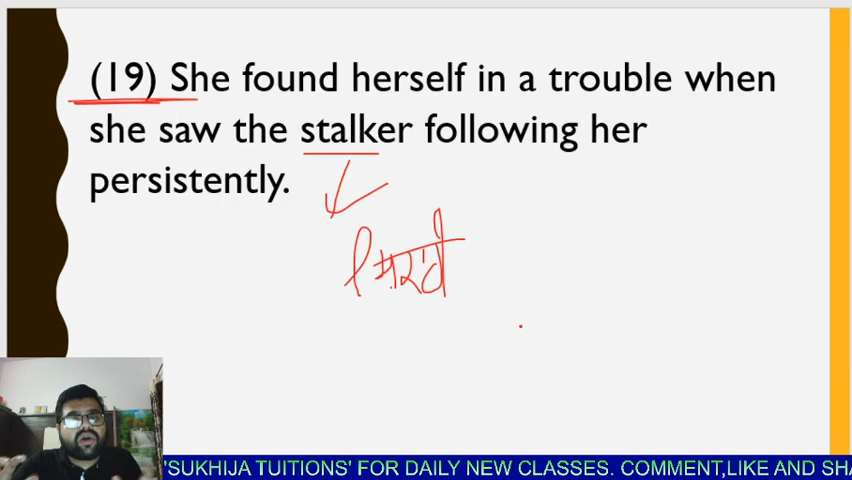 (19) She found herself in a trouble when
she saw the stalker following her
persistently.
'SUKHIJA TUITIONS' FOR DAILY NEW CLASSES. COMMENT,LIKE AND SHA